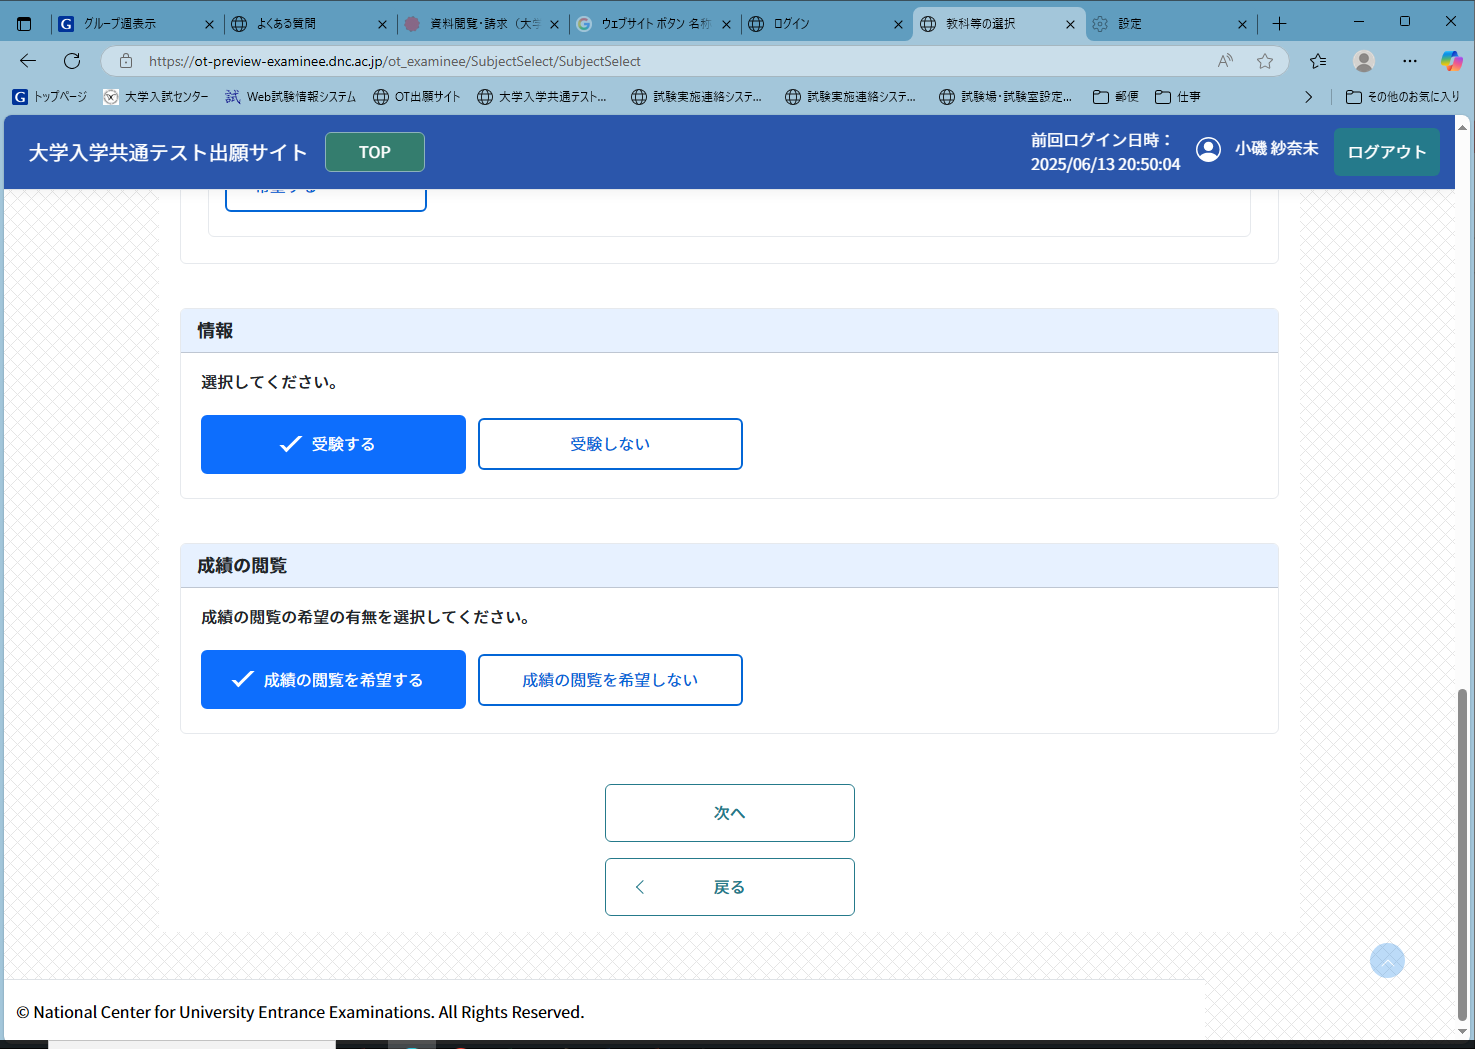 グループ週表示
よくある質問
資料閲覧・請求（大学
ウェブサイト ボタン 名称
ログイン
教科等の選択
設定
https://ot-preview-examinee.dnc.ac.jp/ot_examinee/SubjectSelect/SubjectSelect
トップページ
大学入試センター
Web試験情報システム
OT出願サイト
大学入学共通テスト...
試験実施連絡システ...
試験実施連絡システ...
試験場・試験室設定...
郵便
仕事
その他のお気に入り
大学入学共通テスト出願サイト
TOP
前回ログイン日時：
2025/06/13 20:50:04
小磯 紗奈未
ログアウト
希望する
情報
選択してください。
受験する
受験しない
成績の閲覧
成績の閲覧の希望の有無を選択してください。
成績の閲覧を希望する
成績の閲覧を希望しない
次へ
戻る
© National Center for University Entrance Examinations. All Rights Reserved.